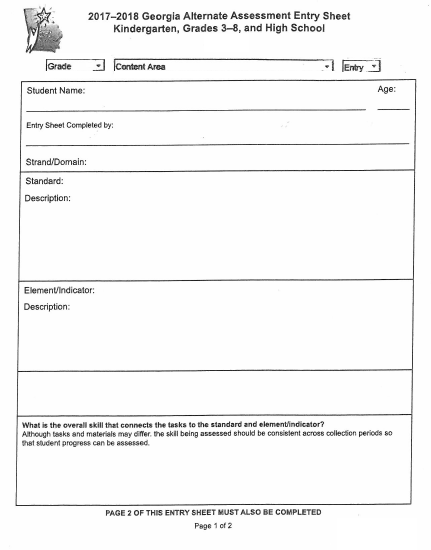 2017–2018 Georgia Alternate Assessment Entry Sheet
Kindergarten, Grades 3–8, and High School
Grade
Content Area
Entry
Student Name:
Age:
Entry Sheet Completed by:
Strand/Domain:
Standard:
Description:
Element/Indicator:
Description:
What is the overall skill that connects the tasks to the standard and element/indicator?
Although tasks and materials may differ, the skill being assessed should be consistent across collection periods so
that student progress can be assessed.
PAGE 2 OF THIS ENTRY SHEET MUST ALSO BE COMPLETED
Page 1 of 2